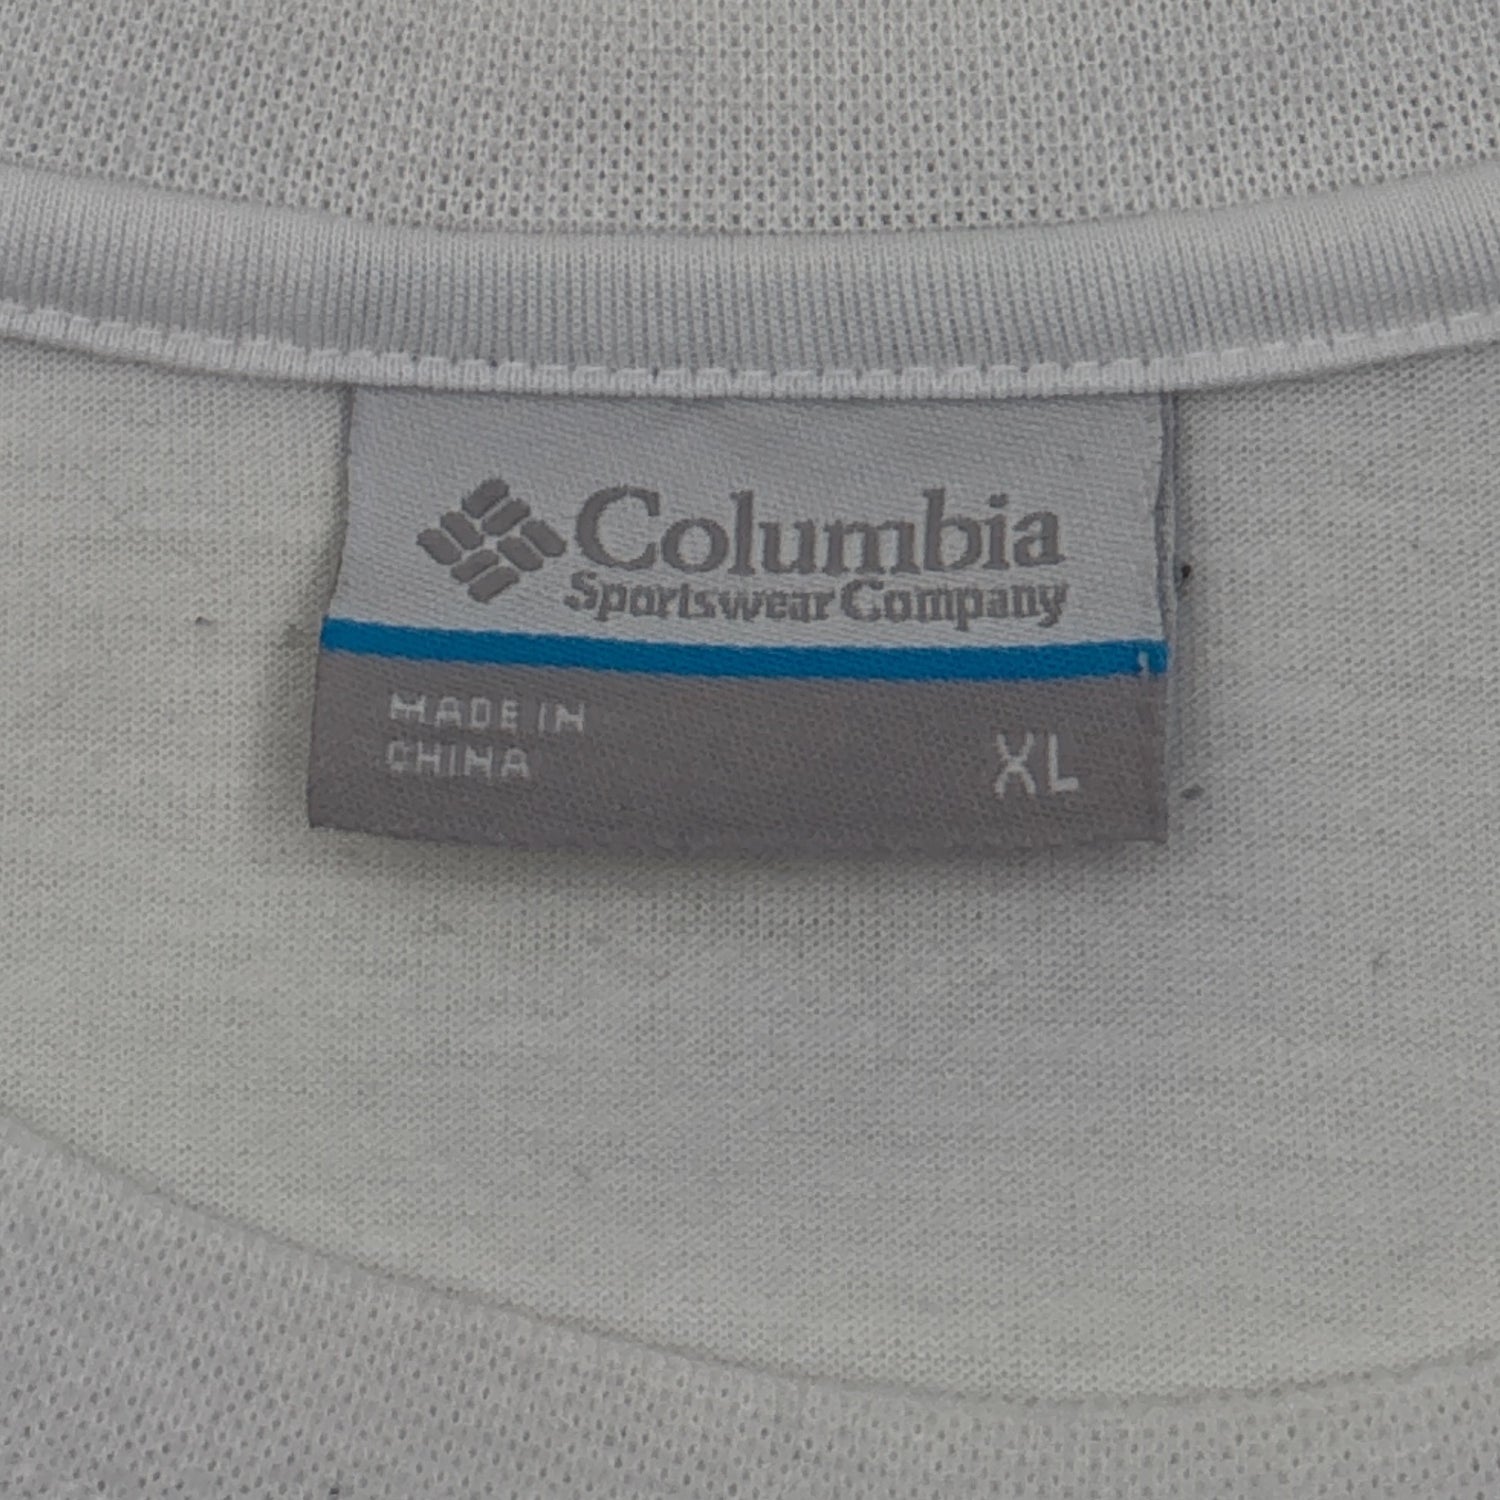 Columbia
Sportswear Company
MADE IN
CHINA
XL